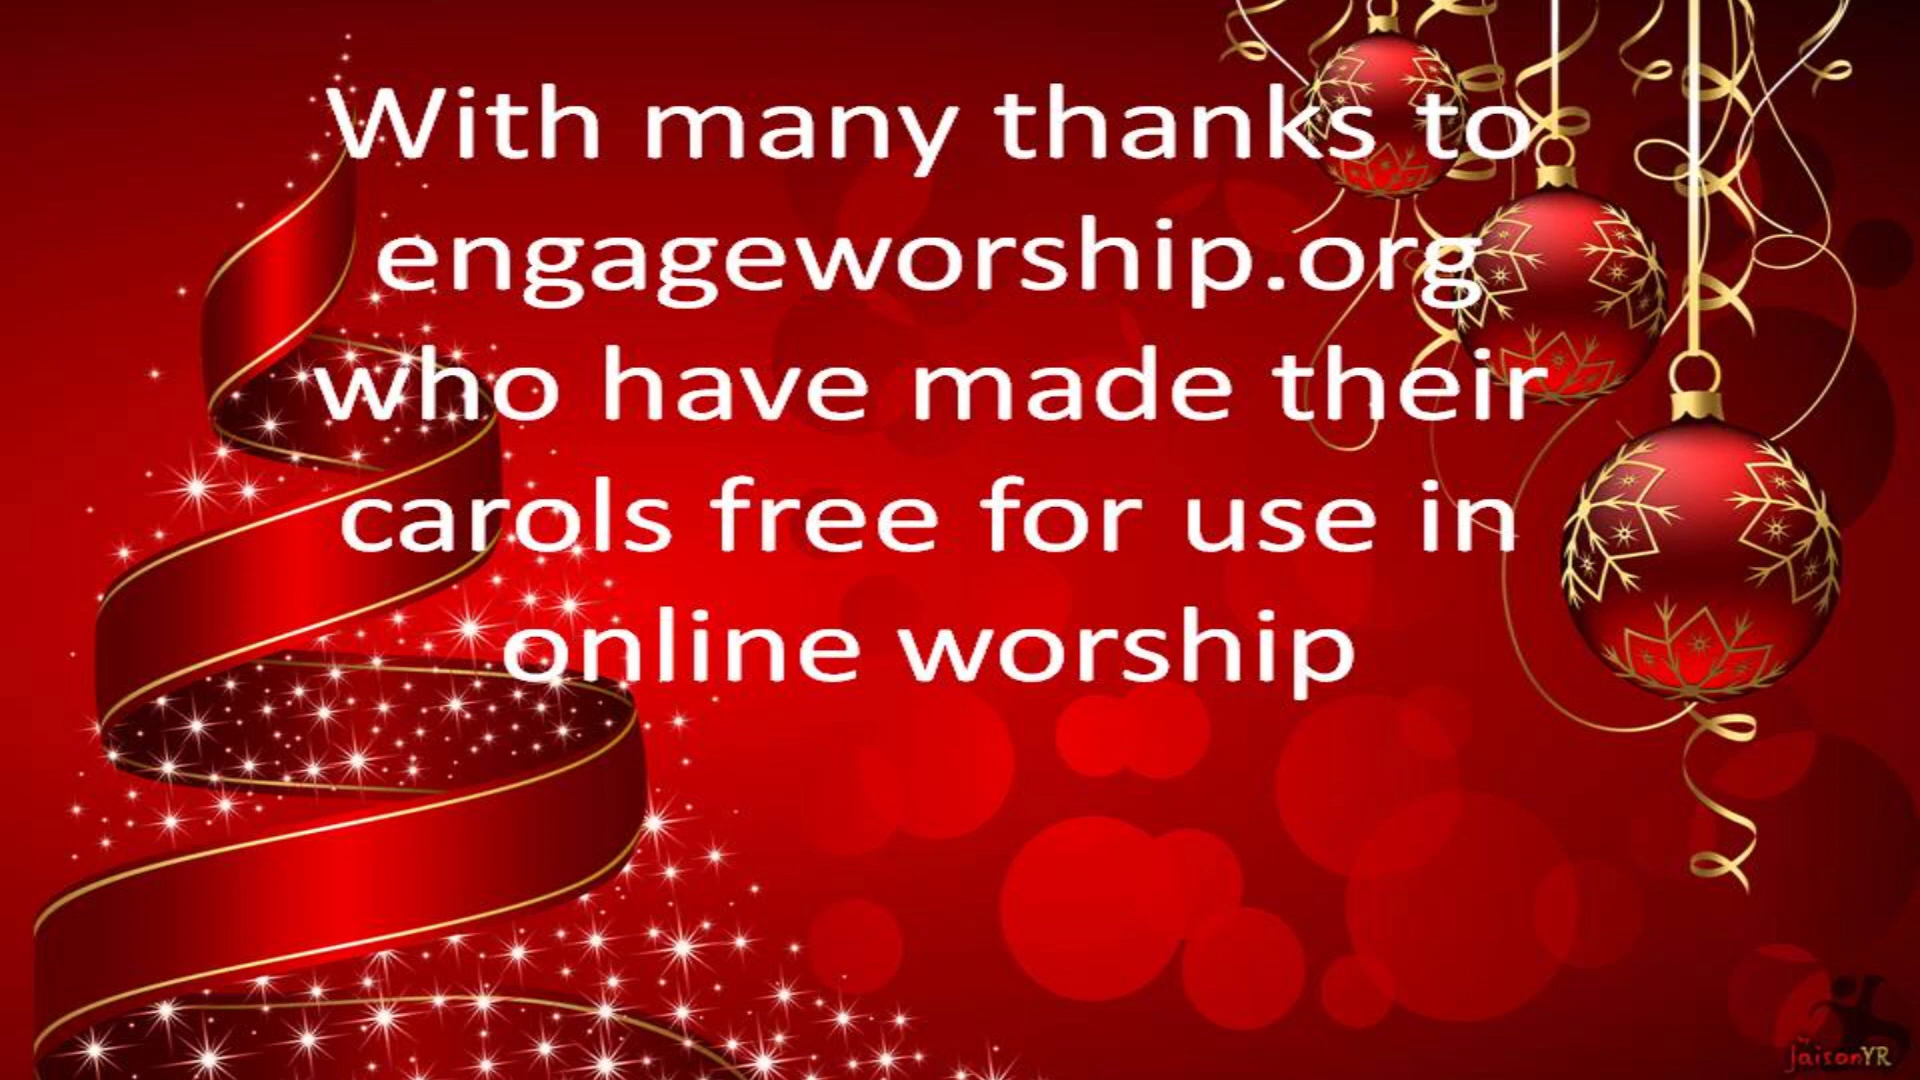 With many thanks to
engageworship.org
who have made their
carols free for use in
online worship
JaisonYR